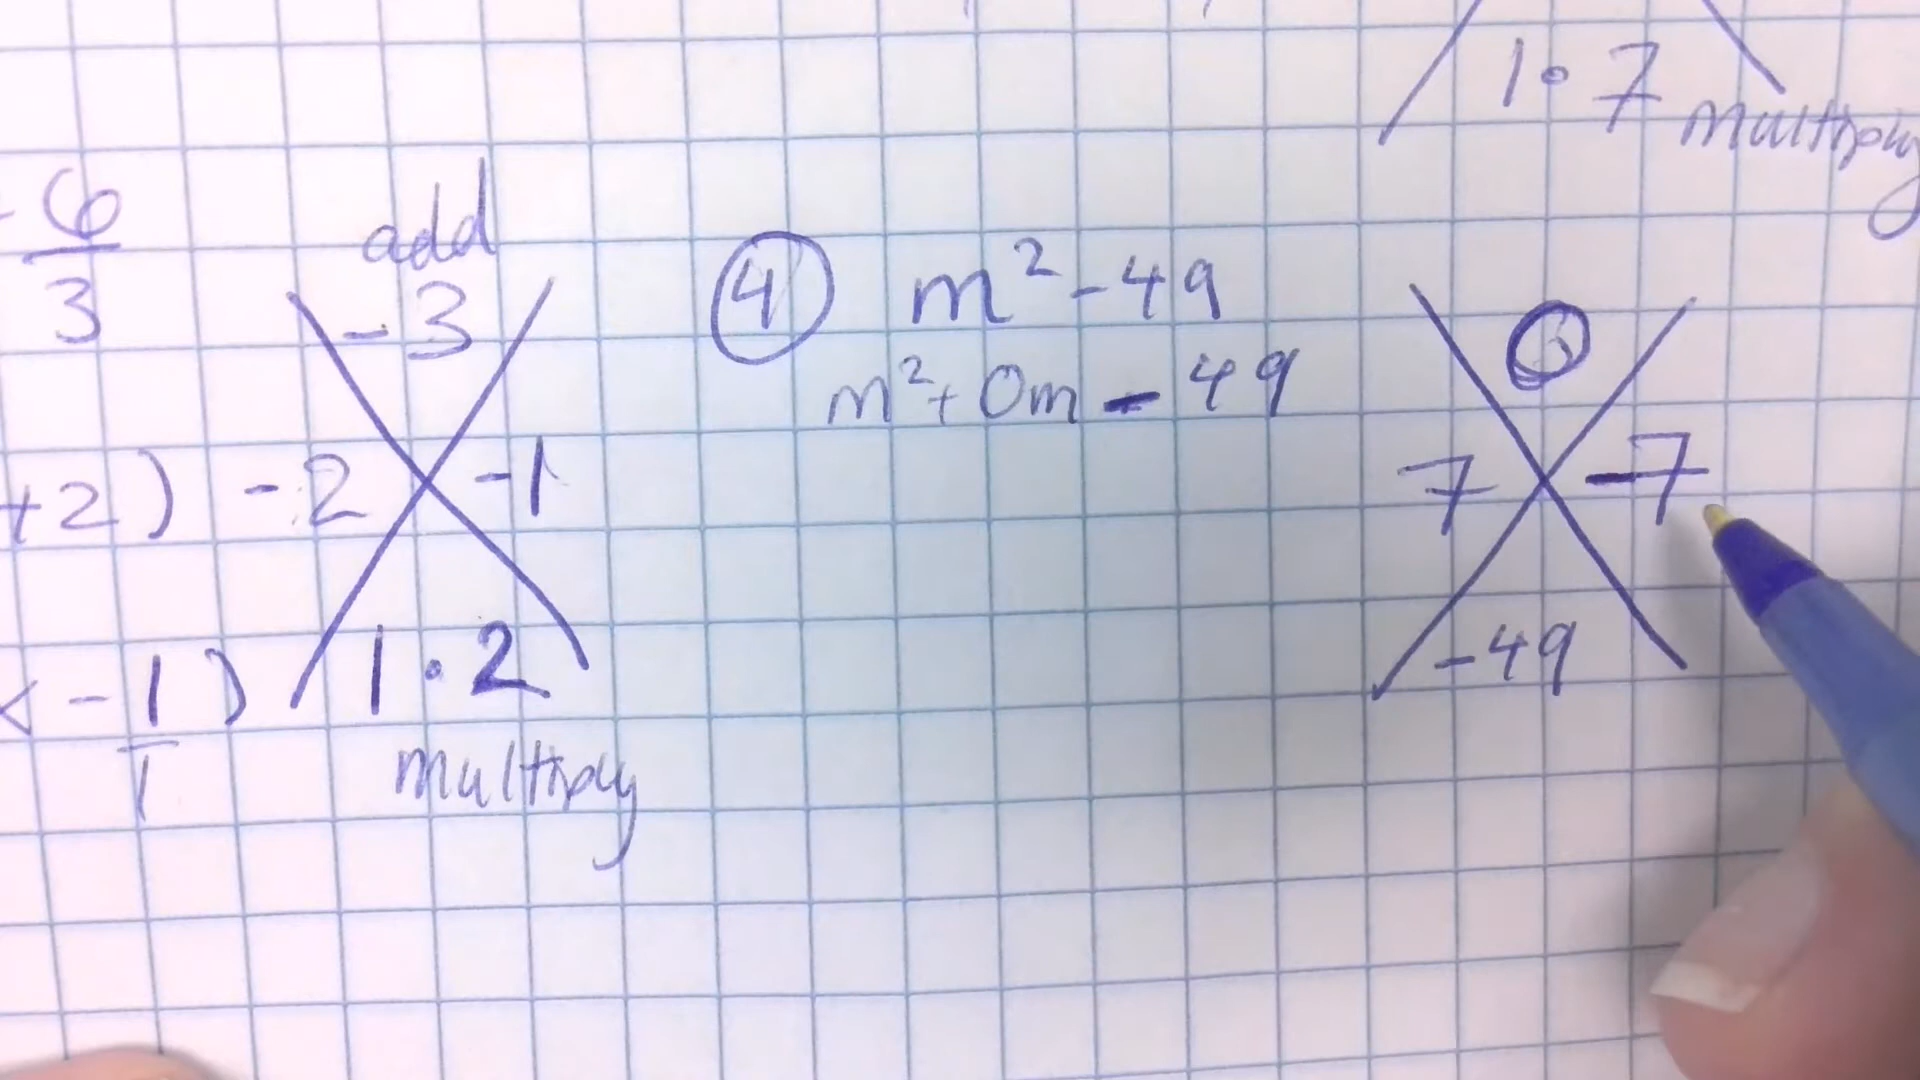 1 · 7
multiply
6
3
add
-3
+2) -2 -1
-1)
1
1 · 2
multiply
④ m² - 49
m² + 0m - 49
0
7 -7
-49